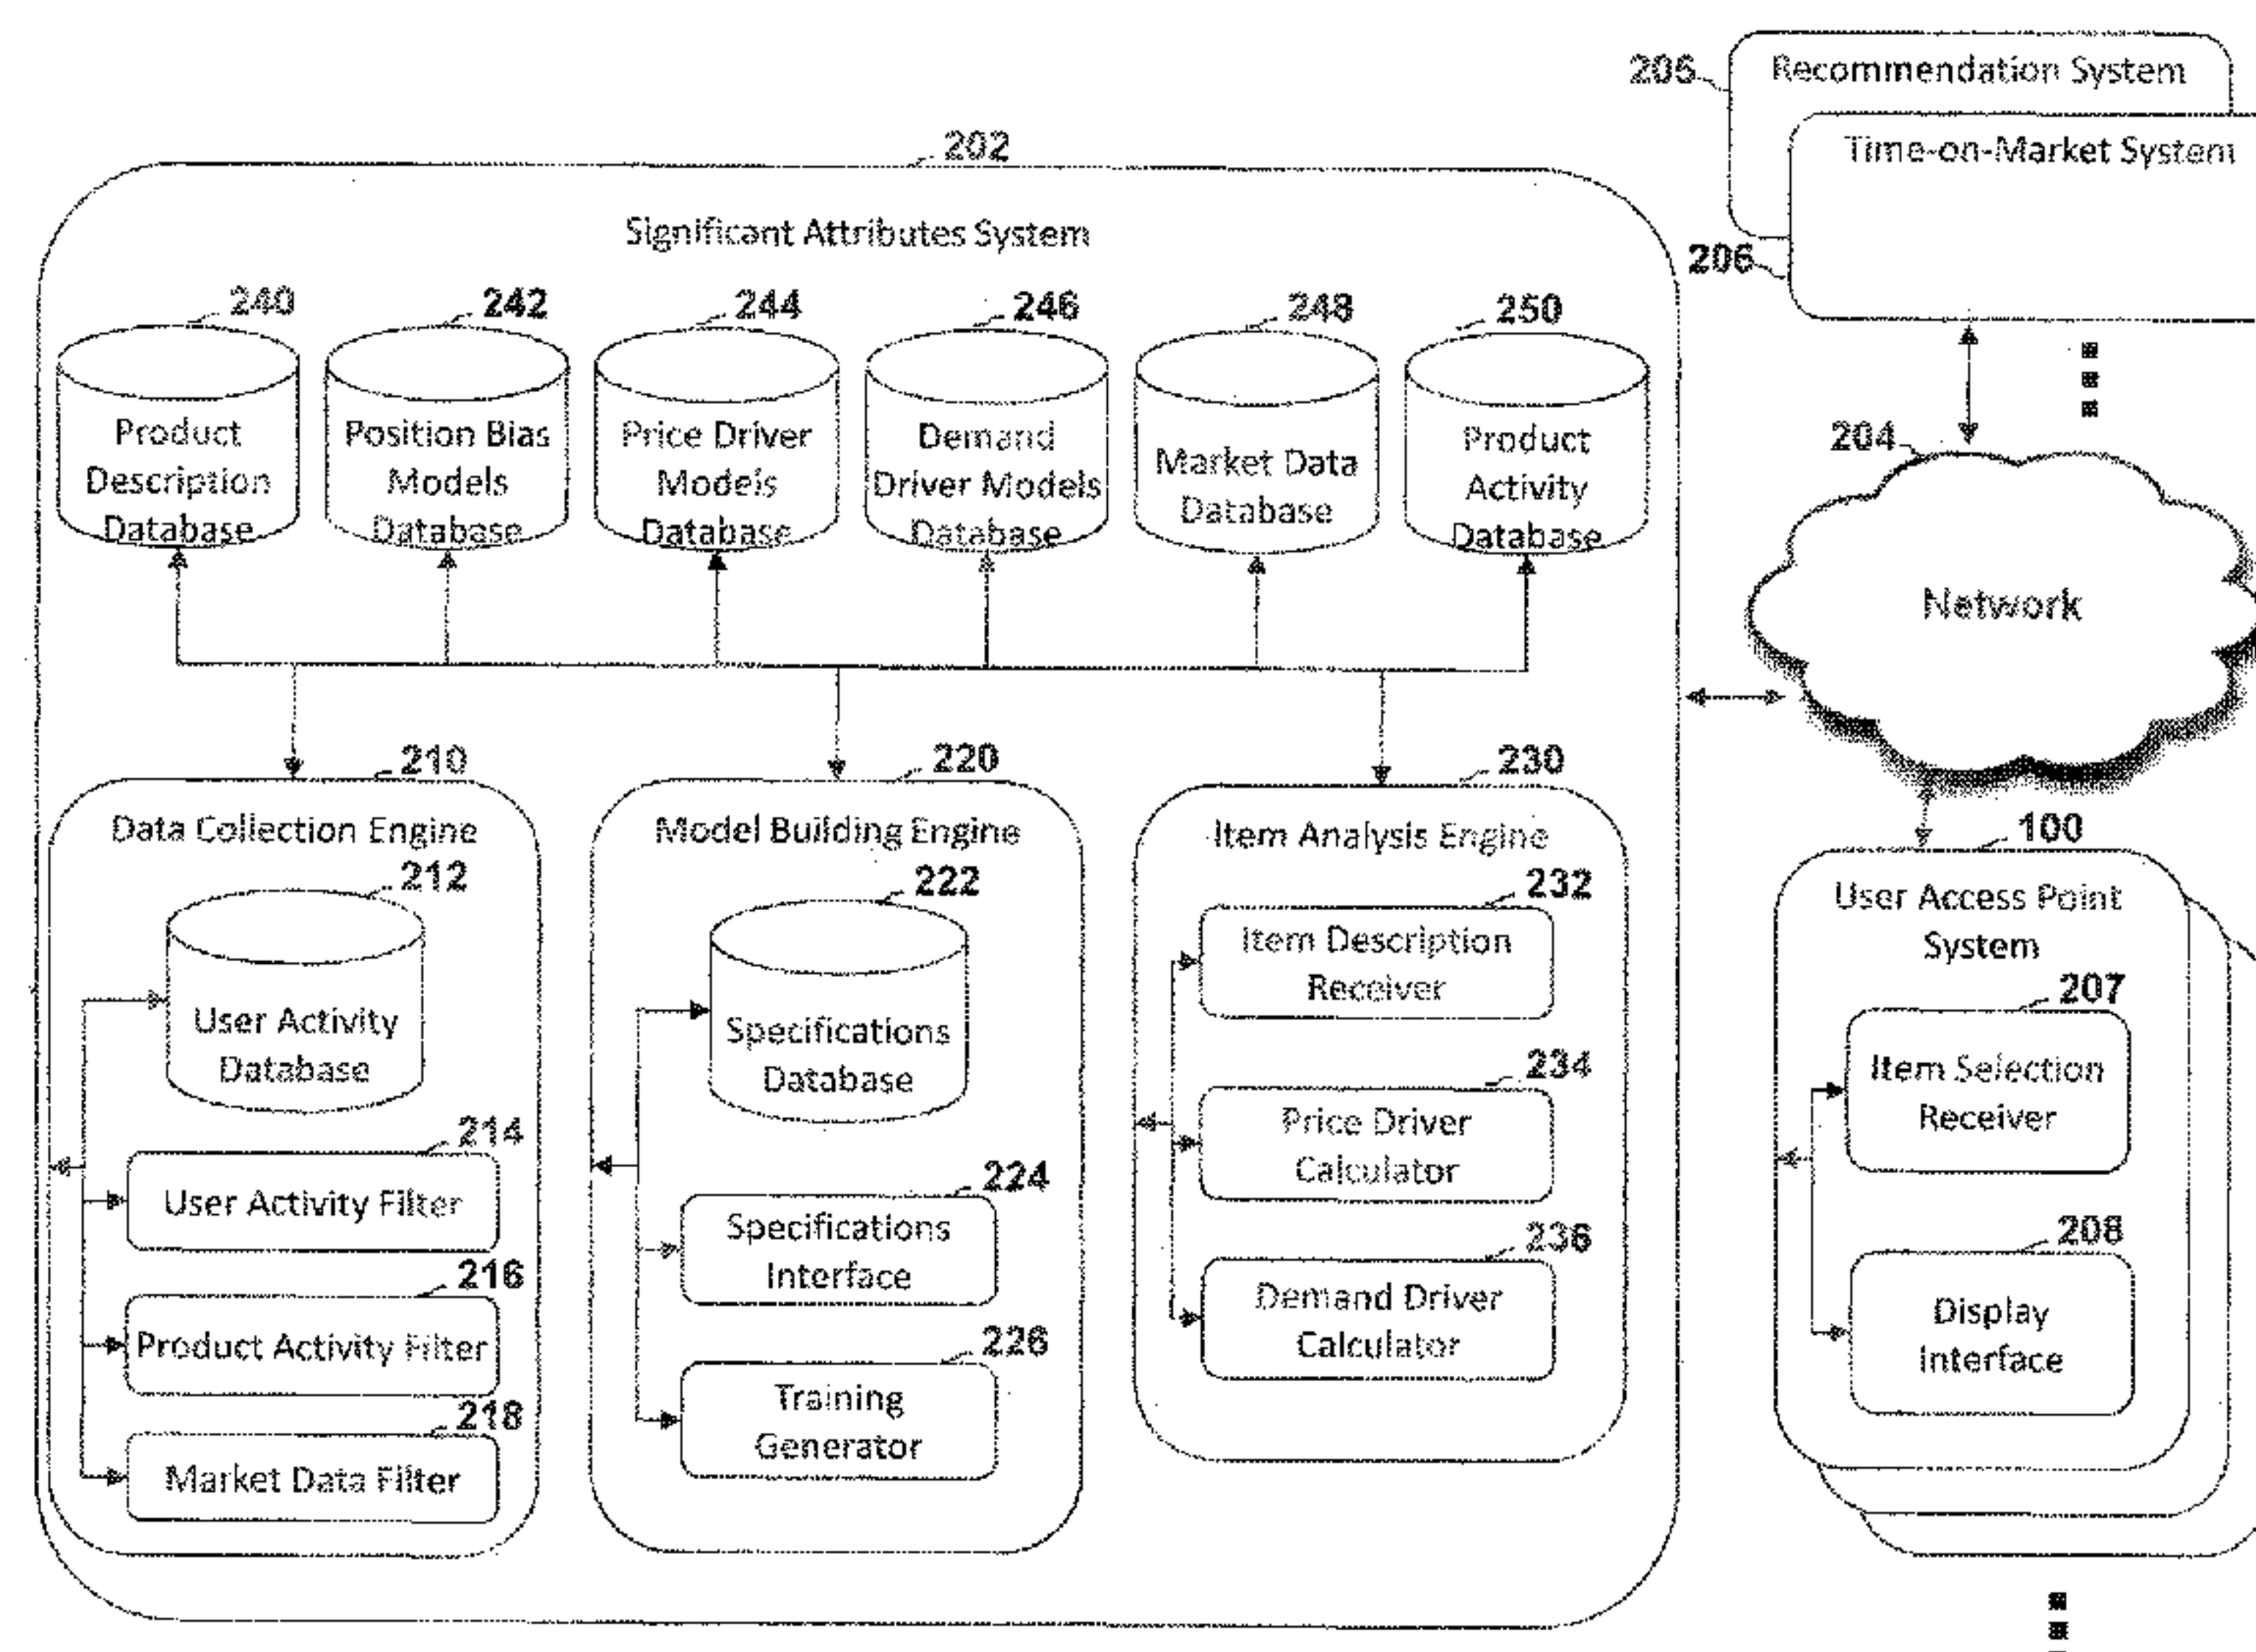 205
Recommendation System
Time-on-Market System
206
202
Significant Attributes System
240
242
244
246
248
250
Product
Description
Database
Position Bias
Models
Database
Price Driver
Models
Database
Demand
Driver Models
Database
Market Data
Database
Product
Activity
Database
204
Network
210
Data Collection Engine
212
User Activity
Database
214
User Activity Filter
216
Product Activity Filter
218
Market Data Filter
220
Model Building Engine
222
Specifications
Database
224
Specifications
Interface
226
Training
Generator
230
Item Analysis Engine
232
Item Description
Receiver
234
Price Driver
Calculator
236
Demand Driver
Calculator
100
User Access Point
System
207
Item Selection
Receiver
208
Display
Interface